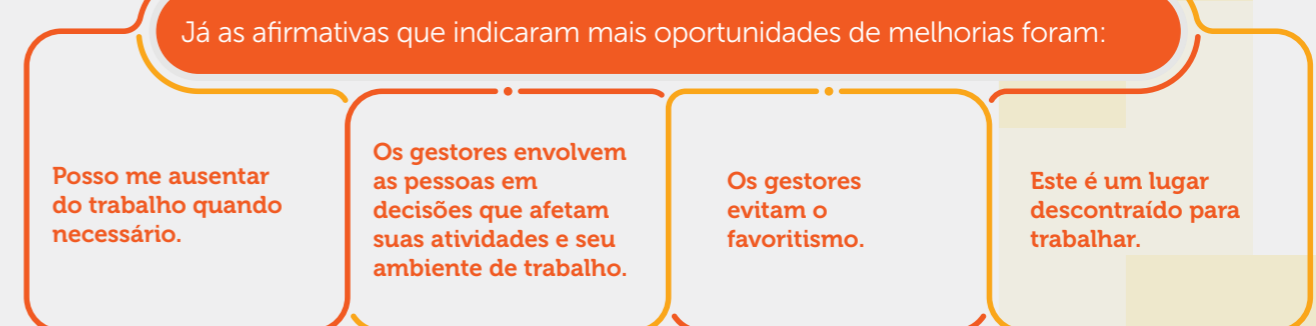 Já as afirmativas que indicaram mais oportunidades de melhorias foram:
Posso me ausentar
do trabalho quando
necessário.
Os gestores envolvem
as pessoas em
decisões que afetam
suas atividades e seu
ambiente de trabalho.
Os gestores
evitam o
favoritismo.
Este é um lugar
descontraído para
trabalhar.